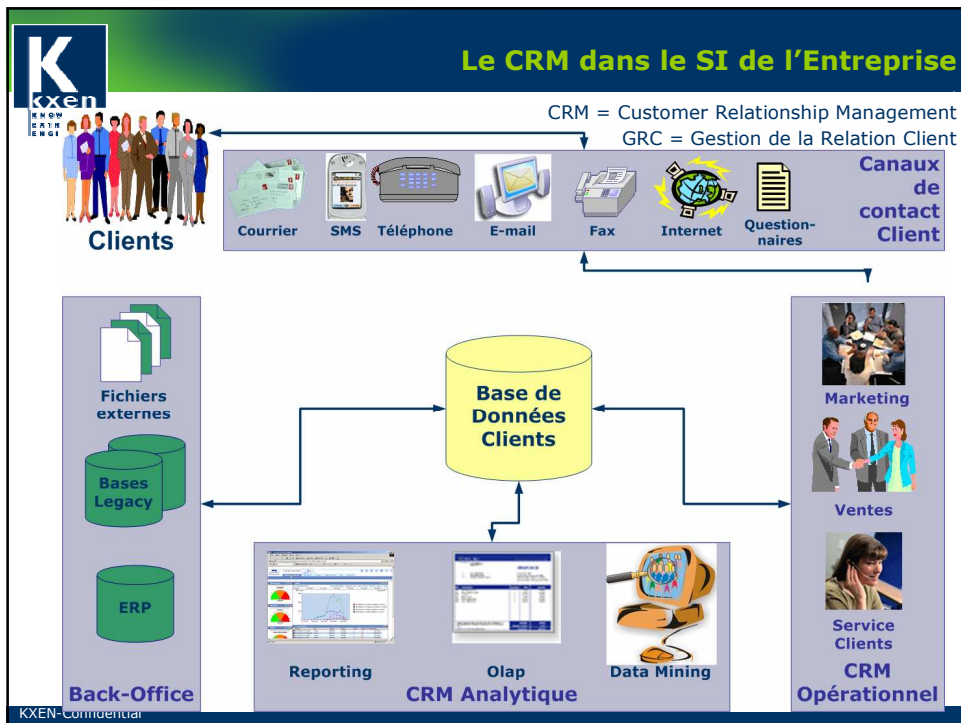 K
kxen
Le CRM dans le SI de l'Entreprise
CRM = Customer Relationship Management
GRC = Gestion de la Relation Client
Clients
Courrier
SMS
Téléphone
E-mail
Fax
Internet
Question-
naires
Canaux
de
contact
Client
Fichiers
externes
Bases
Legacy
ERP
Back-Office
Base de
Données
Clients
Reporting
Olap
Data Mining
CRM Analytique
Marketing
Ventes
Service
Clients
CRM
Opérationnel
KXEN-Confidential